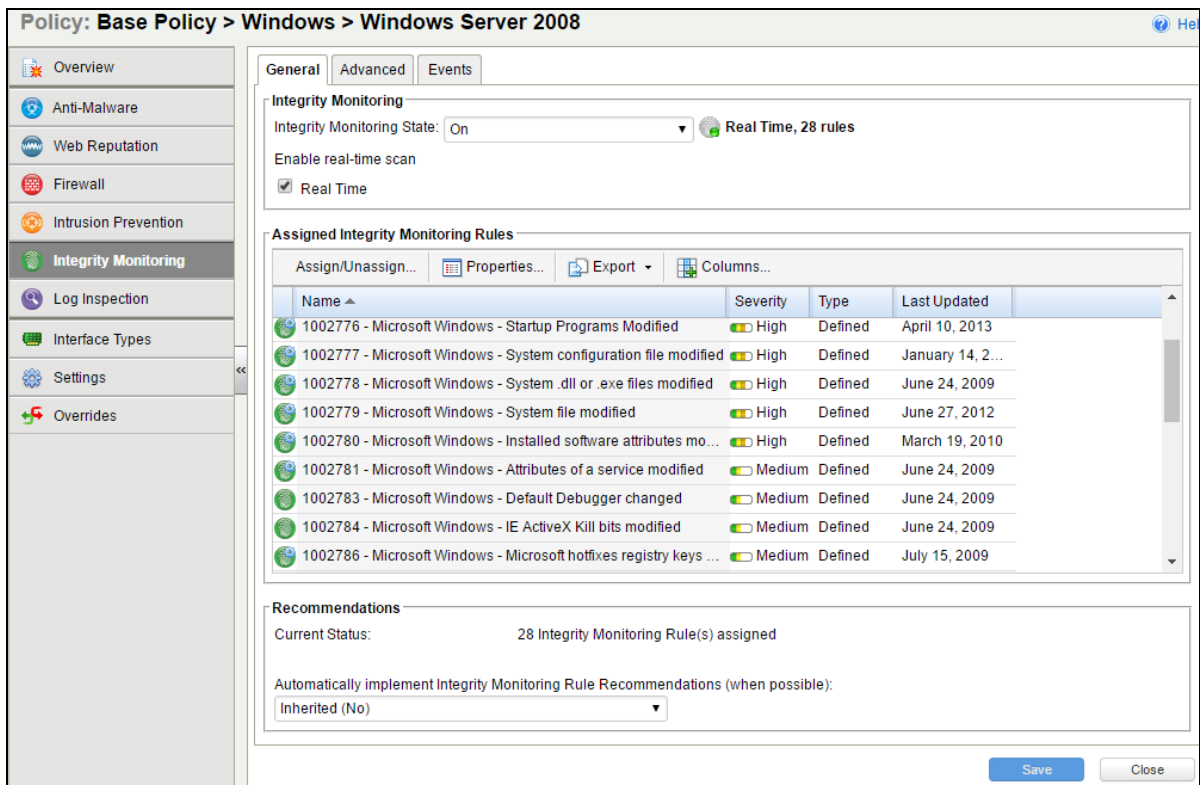 Policy: Base Policy > Windows > Windows Server 2008
Hel
Overview
Anti-Malware
Web Reputation
Firewall
Intrusion Prevention
Integrity Monitoring
Log Inspection
Interface Types
Settings
Overrides
«
General Advanced Events
Integrity Monitoring
Integrity Monitoring State: On Real Time, 28 rules
Enable real-time scan
Real Time
Assigned Integrity Monitoring Rules
Assign/Unassign... Properties... Export Columns...
Name Severity Type Last Updated
1002776 - Microsoft Windows - Startup Programs Modified High Defined April 10, 2013
1002777 - Microsoft Windows - System configuration file modified High Defined January 14, 2...
1002778 - Microsoft Windows - System .dll or .exe files modified High Defined June 24, 2009
1002779 - Microsoft Windows - System file modified High Defined June 27, 2012
1002780 - Microsoft Windows - Installed software attributes mo... High Defined March 19, 2010
1002781 - Microsoft Windows - Attributes of a service modified Medium Defined June 24, 2009
1002783 - Microsoft Windows - Default Debugger changed Medium Defined June 24, 2009
1002784 - Microsoft Windows - IE ActiveX Kill bits modified Medium Defined June 24, 2009
1002786 - Microsoft Windows - Microsoft hotfixes registry keys ... Medium Defined July 15, 2009
Recommendations
Current Status: 28 Integrity Monitoring Rule(s) assigned
Automatically implement Integrity Monitoring Rule Recommendations (when possible):
Inherited (No)
Save Close